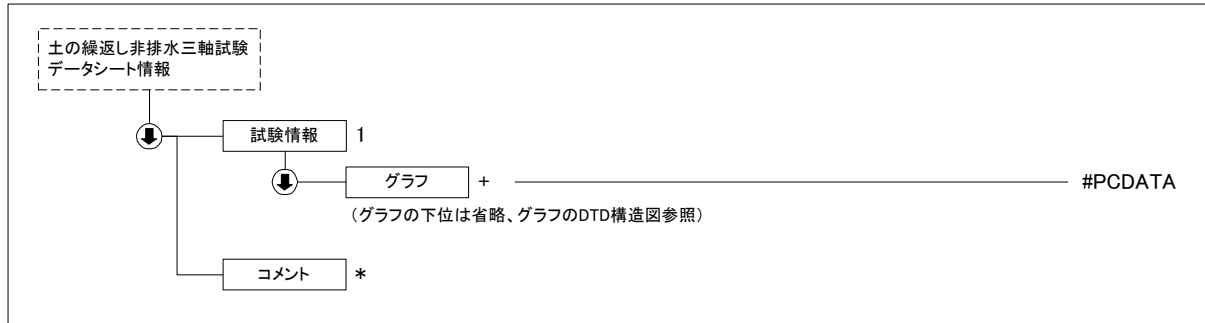 土の繰返し非排水三軸試験
データシート情報
試験情報 1
グラフ + #PCDATA
（グラフの下位は省略、グラフのDTD構造図参照）
コメント *